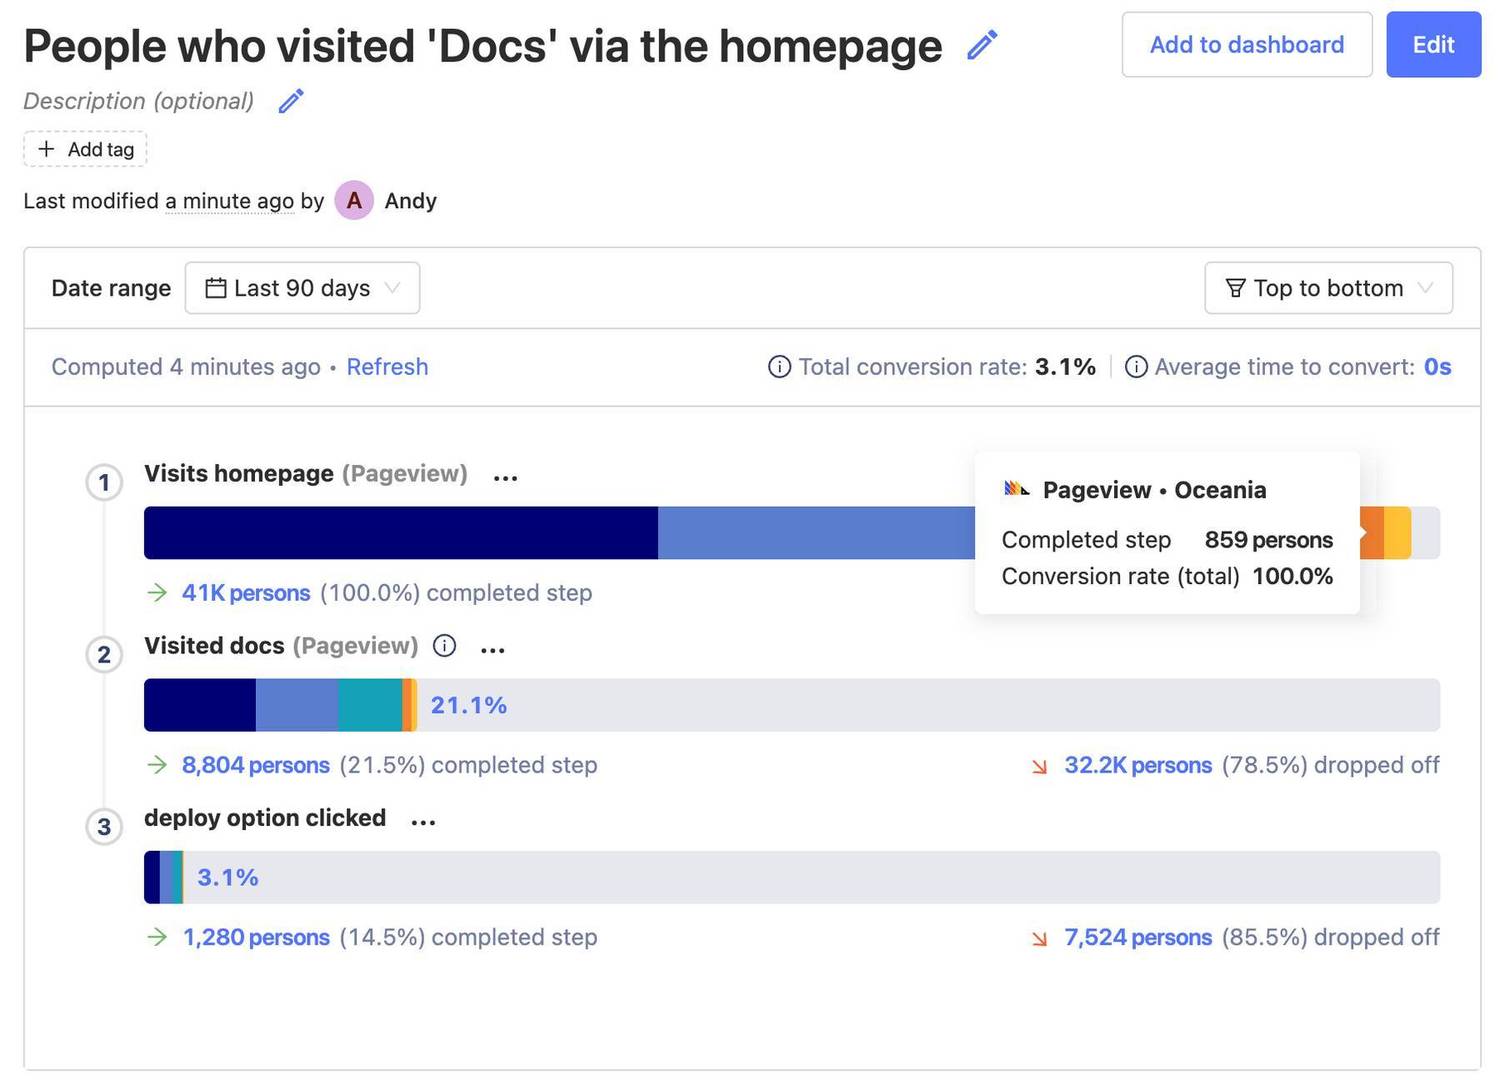 People who visited 'Docs' via the homepage
Add to dashboard
Edit
Description (optional)
+ Add tag
Last modified a minute ago by A Andy
Date range
Last 90 days
Top to bottom
Computed 4 minutes ago • Refresh
Total conversion rate: 3.1%
Average time to convert: 0s
1
Visits homepage (Pageview) ...
Pageview • Oceania
Completed step 859 persons
Conversion rate (total) 100.0%
→ 41K persons (100.0%) completed step
2
Visited docs (Pageview) ...
21.1%
→ 8,804 persons (21.5%) completed step
↘ 32.2K persons (78.5%) dropped off
3
deploy option clicked ...
3.1%
→ 1,280 persons (14.5%) completed step
↘ 7,524 persons (85.5%) dropped off